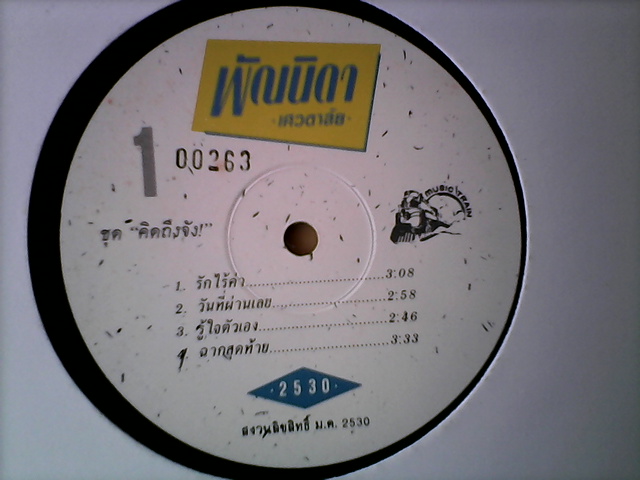 พัณนิดา
·เศวตาสัย·
1
00263
MUSIC TRAIN
ชุด "คิดถึงจัง!"
1. รักไร้ค่า 3:08
2. วันที่ผ่านเลย 2:58
3. รู้ใจตัวเอง 2:46
4. ฉากสุดท้าย 3:33
· 2530 ·
สงวนลิขสิทธิ์ ม.ค. 2530